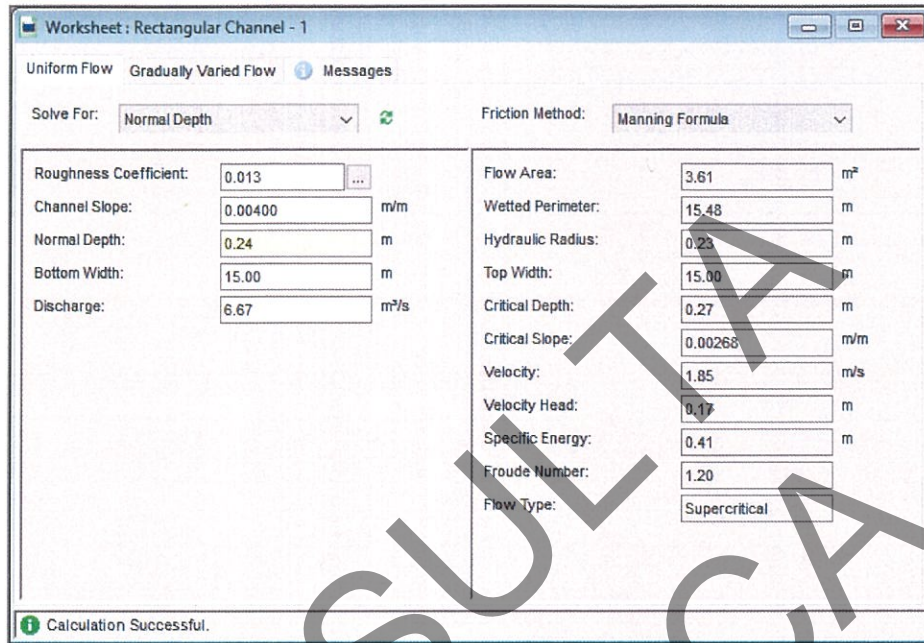 Worksheet : Rectangular Channel - 1
Uniform Flow Gradually Varied Flow Messages
Solve For: Normal Depth Friction Method: Manning Formula
Roughness Coefficient: 0.013 ... Flow Area: 3.61 m²
Channel Slope: 0.00400 m/m Wetted Perimeter: 15.48 m
Normal Depth: 0.24 m Hydraulic Radius: 0.23 m
Bottom Width: 15.00 m Top Width: 15.00 m
Discharge: 6.67 m³/s Critical Depth: 0.27 m
Critical Slope: 0.00268 m/m
Velocity: 1.85 m/s
Velocity Head: 0.17 m
Specific Energy: 0.41 m
Froude Number: 1.20
Flow Type: Supercritical
Calculation Successful.
SULTA
CA